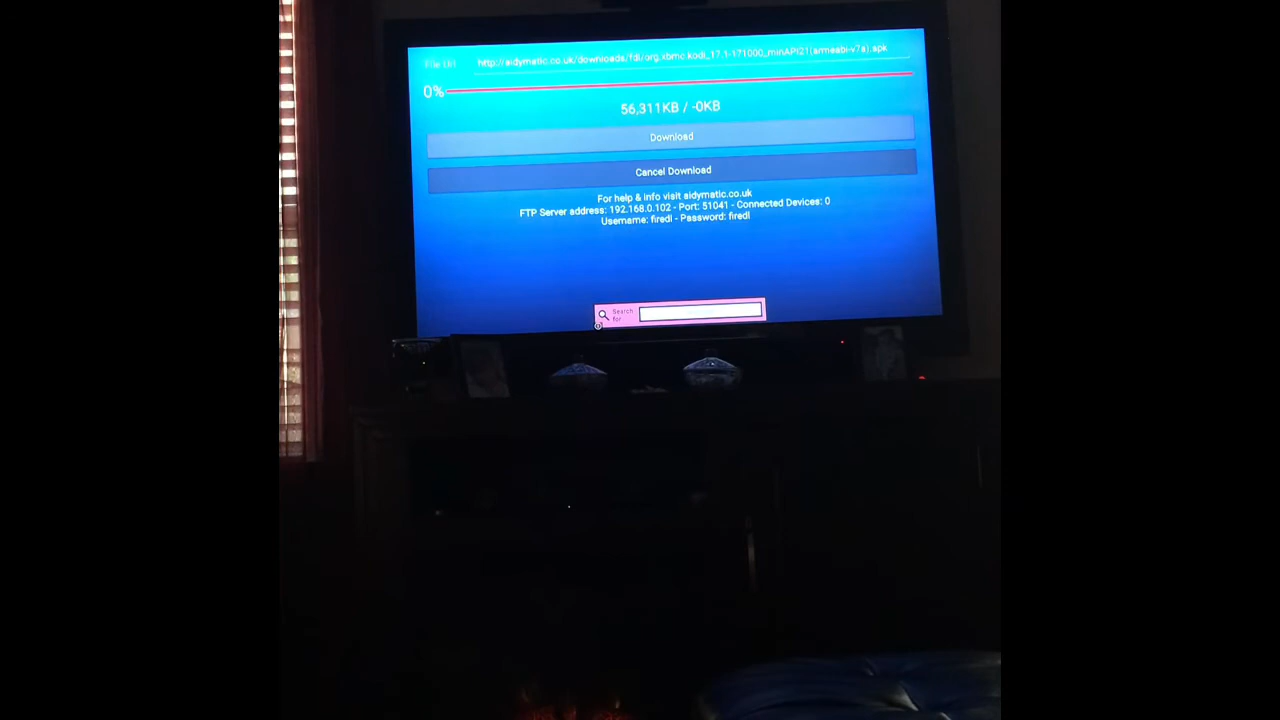 File Url http://aidymatic.co.uk/downloads/fdl/org.xbmc.kodi_17.1-171000_minAPI21(armeabi-v7a).apk
0%
56,311KB / -0KB
Download
Cancel Download
For help & info visit aidymatic.co.uk
FTP Server address: 192.168.0.102 - Port: 51041 - Connected Devices: 0
Username: firedl - Password: firedl
Search
for